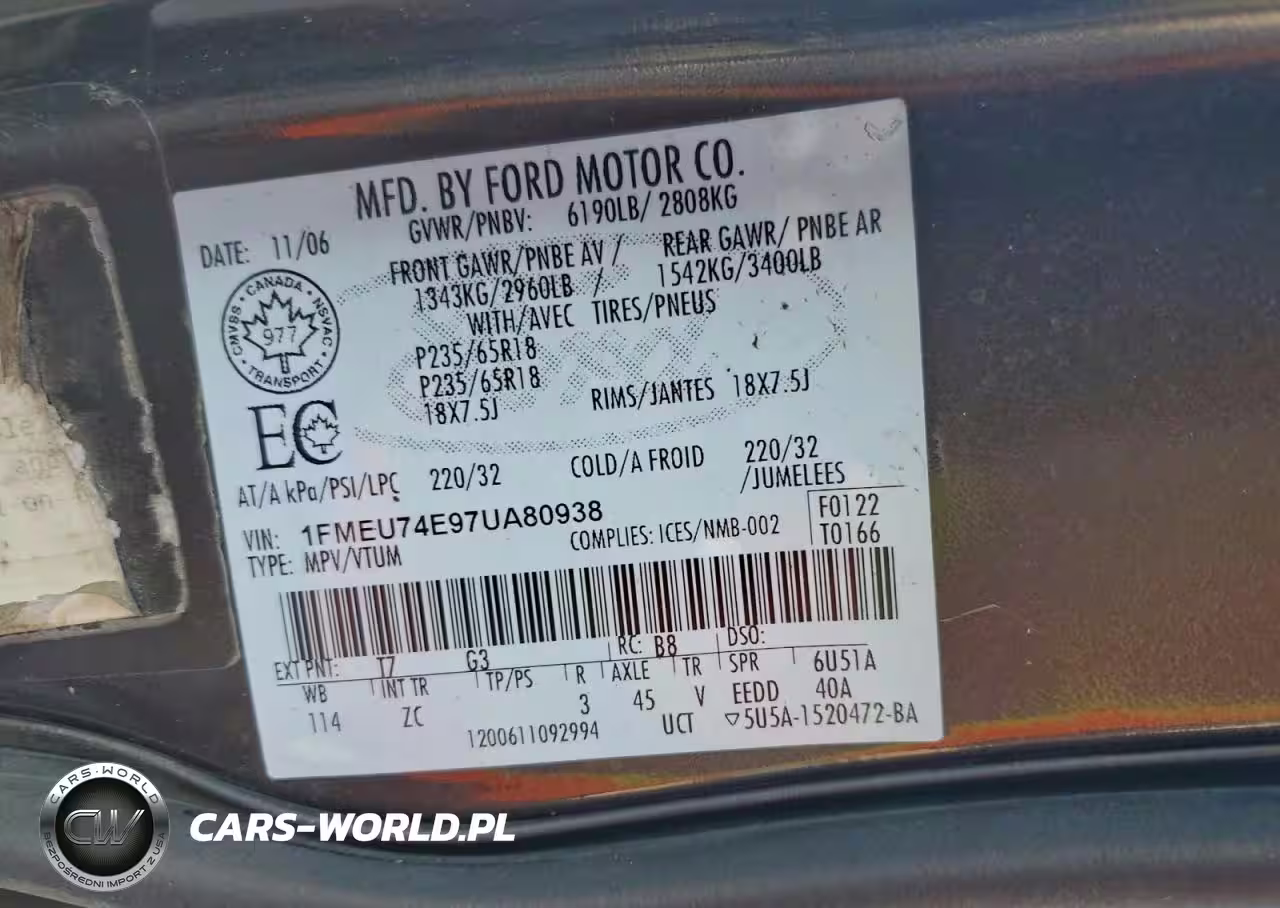 MFD. BY FORD MOTOR CO.
DATE: 11/06
GVWR/PNBV: 6190LB/ 2808KG
FRONT GAWR/PNBE AV / REAR GAWR/ PNBE AR
1343KG/2960LB / 1542KG/3400LB
WITH/AVEC TIRES/PNEUS
P235/65R18
P235/65R18
18X7.5J RIMS/JANTES 18X7.5J
CANADA
CMVSS NSVAC
977
TRANSPORT
EC
AT/A kPa/PSI/LPC 220/32 COLD/A FROID 220/32
/JUMELEES
VIN: 1FMEU74E97UA80938
TYPE: MPV/VTUM
COMPLIES: ICES/NMB-002
F0122
T0166
EXT PNT: T7 G3 RC: B8 DSO:
WB INT TR TP/PS R AXLE TR SPR 6U51A
114 ZC 3 45 V EEDD 40A
1200611092994 UCT ▽5U5A-1520472-BA
CARS-WORLD
CW
BEZPOŚREDNI IMPORT Z USA
CARS-WORLD.PL